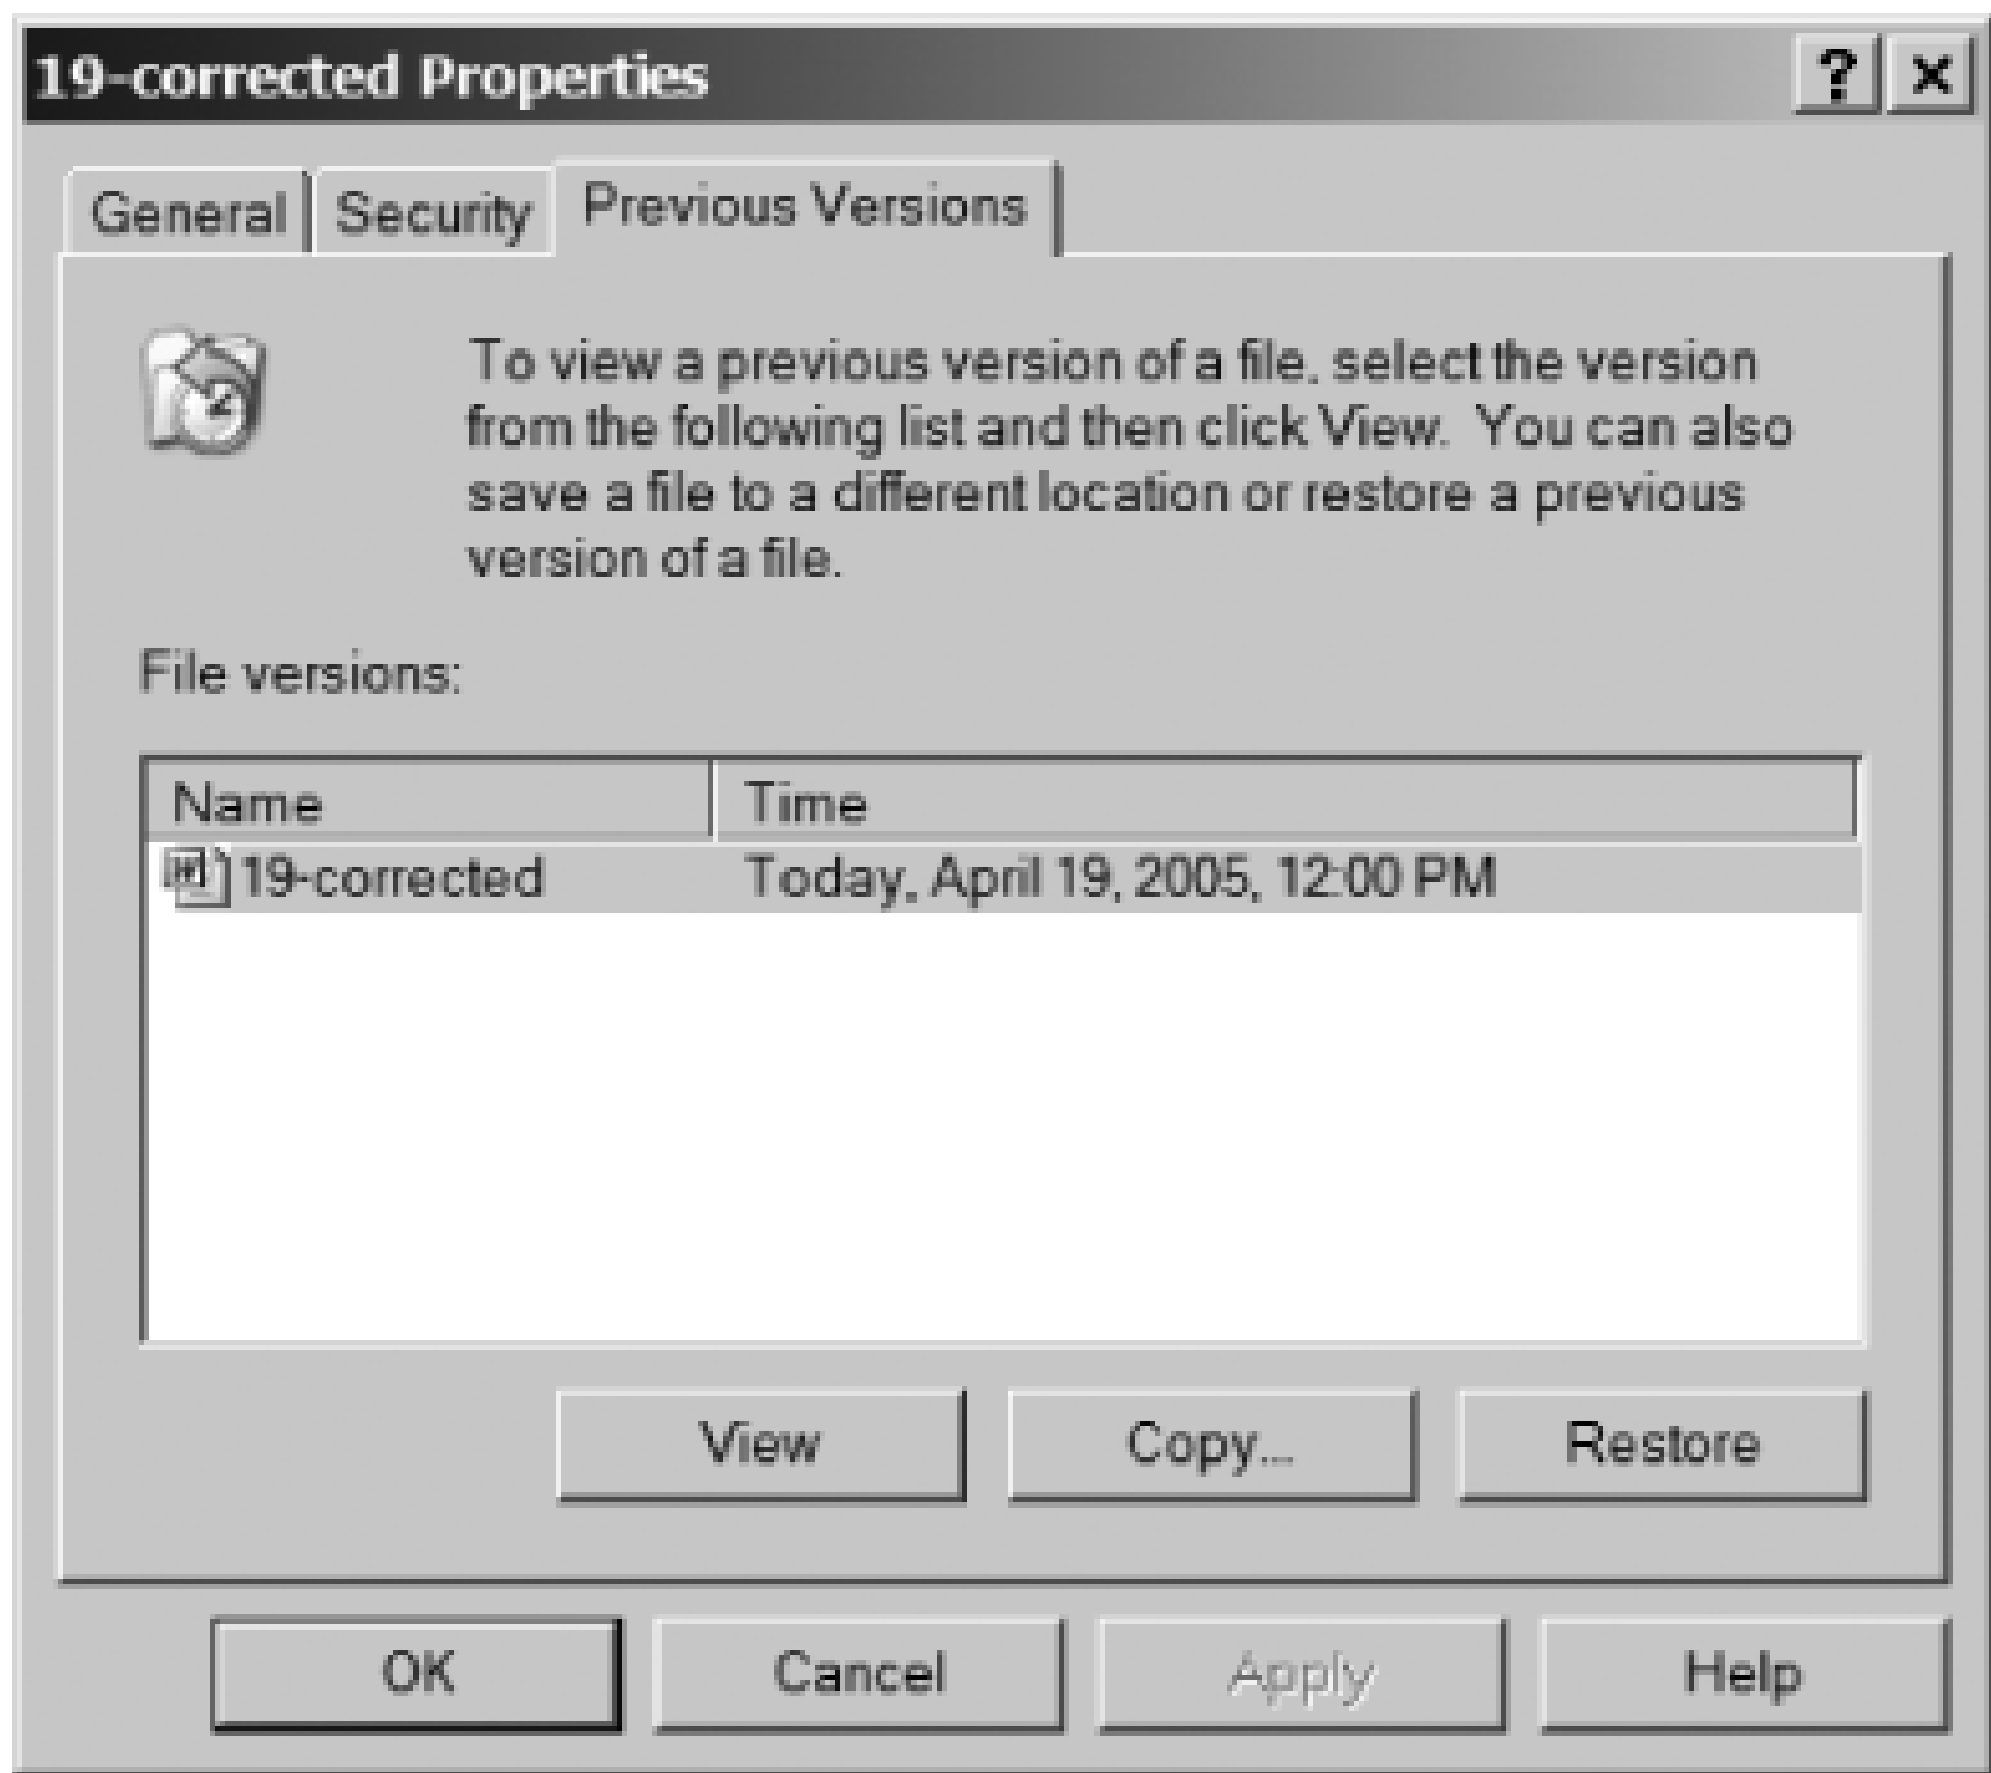 19-corrected Properties
General Security Previous Versions
To view a previous version of a file, select the version
from the following list and then click View.  You can also
save a file to a different location or restore a previous
version of a file.
File versions:
Name Time
19-corrected Today, April 19, 2005, 12:00 PM
View Copy... Restore
OK Cancel Apply Help